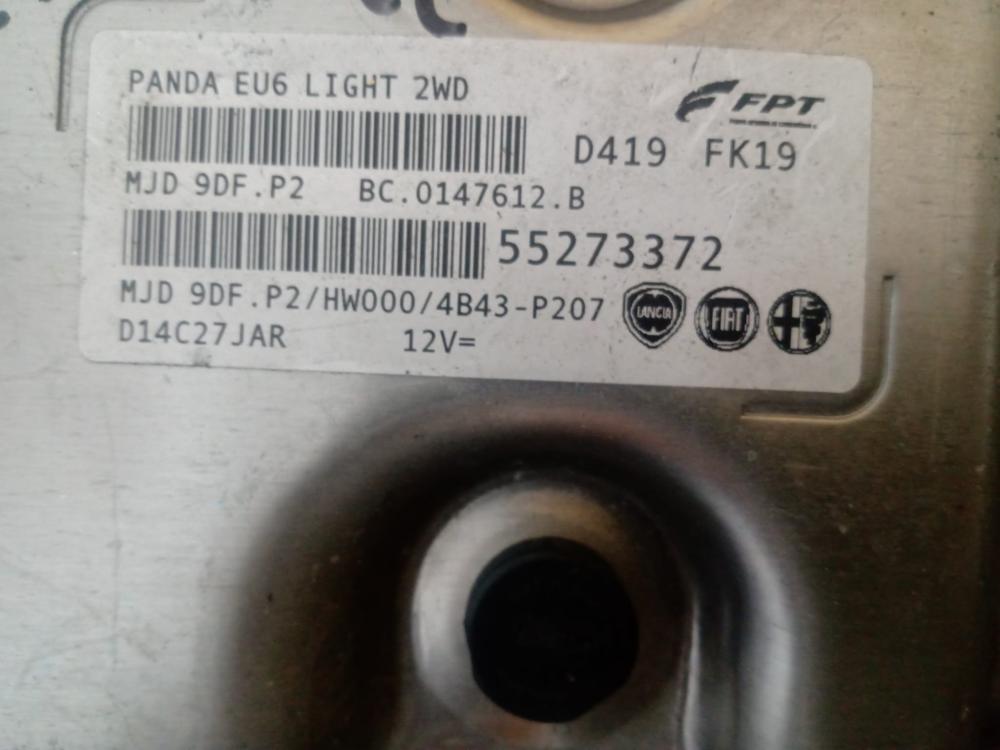 PANDA EU6 LIGHT 2WD
FPT
D419 FK19
MJD 9DF.P2 BC.0147612.B
55273372
MJD 9DF.P2/HW000/4B43-P207
LANCIA FIAT
D14C27JAR 12V=